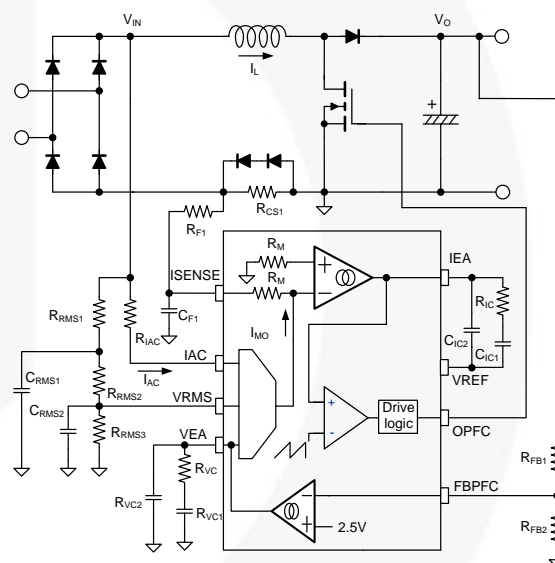 VIN
VO
IL
RCS1
RF1
RM
IEA
ISENSE
RM
RIC
RRMS1
RIAC
CF1
IMO
CIC2
CIC1
CRMS1
IAC
IAC
VREF
RRMS2
VRMS
CRMS2
RRMS3
+
-
Drive
logic
OPFC
VEA
RVC
RFB1
FBPFC
RVC2
RVC1
2.5V
RFB2